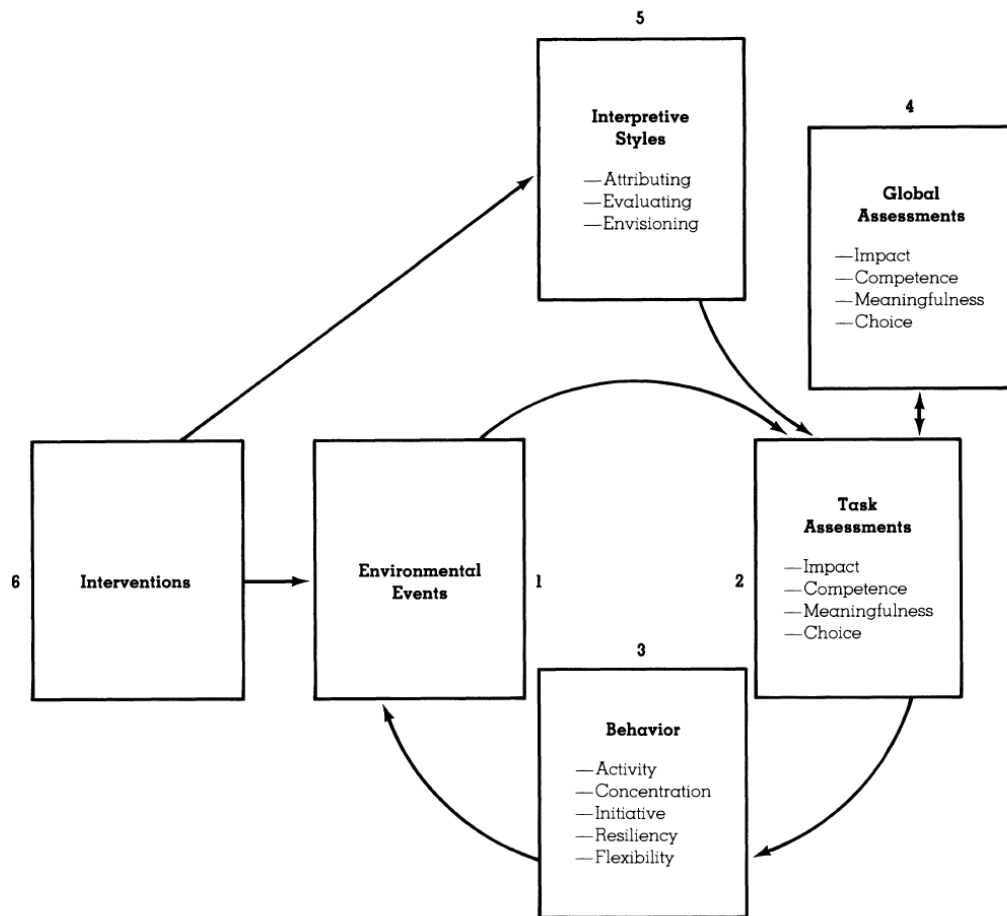 5
Interpretive
Styles
—Attributing
—Evaluating
—Envisioning
4
Global
Assessments
—Impact
—Competence
—Meaningfulness
—Choice
6
Interventions
Environmental
Events
1
2
Task
Assessments
—Impact
—Competence
—Meaningfulness
—Choice
3
Behavior
—Activity
—Concentration
—Initiative
—Resiliency
—Flexibility